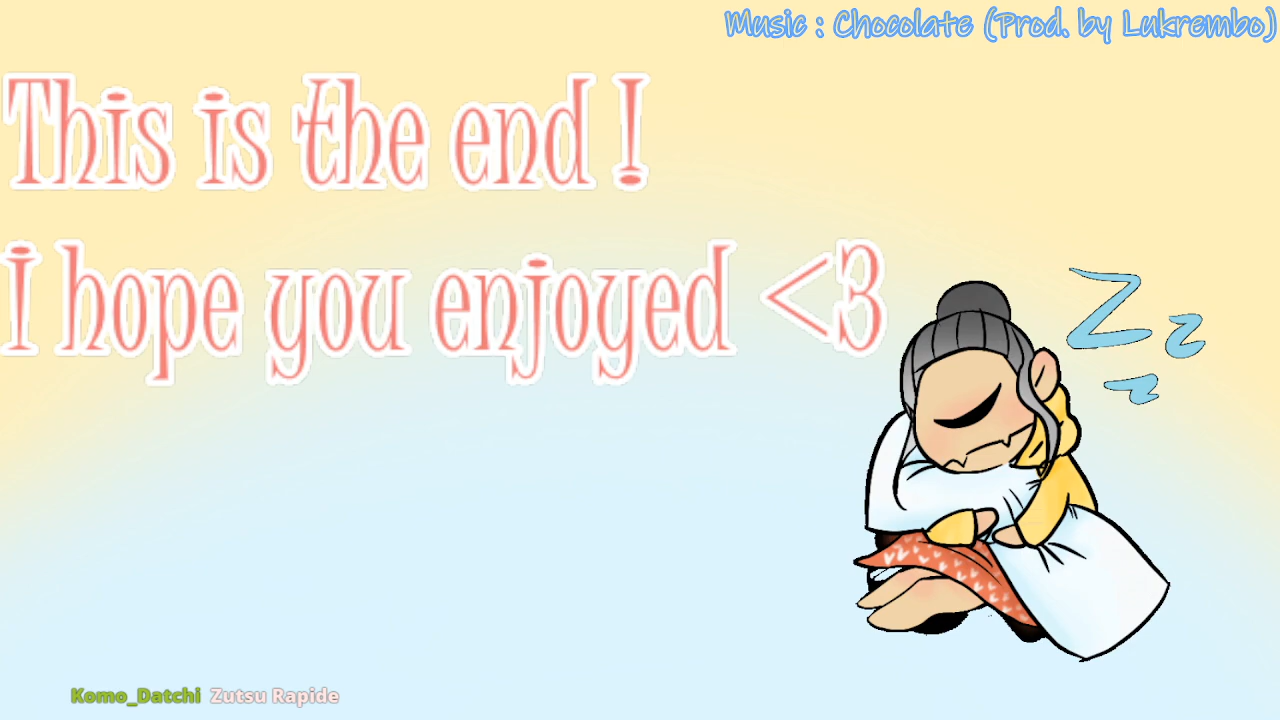 Music : Chocolate (Prod. by Lukrembo)
This is the end !
I hope you enjoyed <3
Z z z
Komo_Datchi Zutsu Rapide